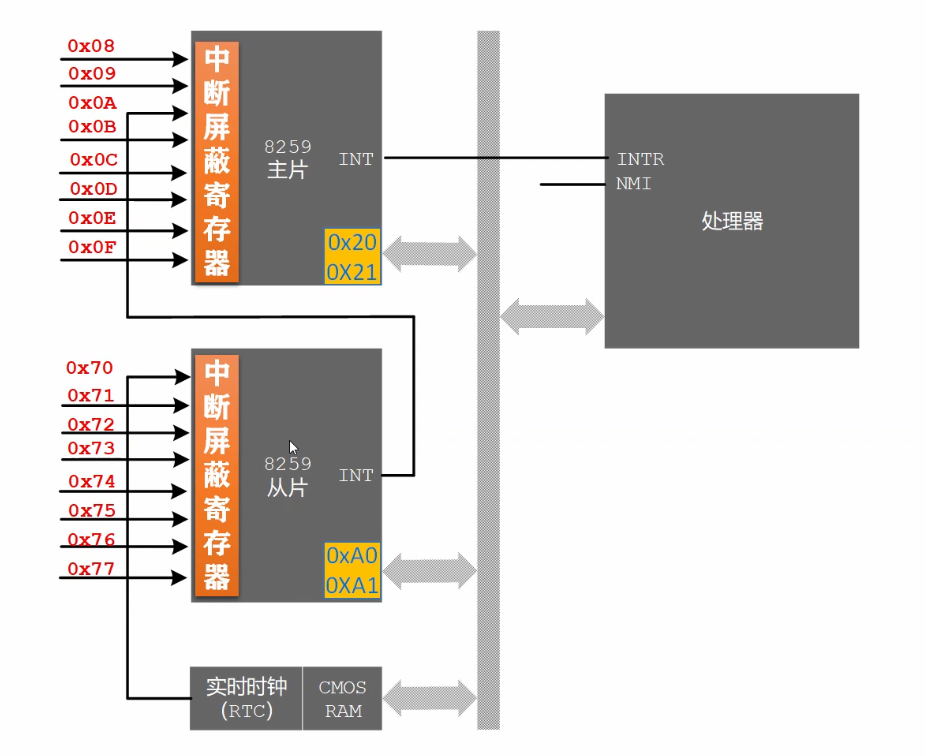 0x08
0x09
0x0A
0x0B
0x0C
0x0D
0x0E
0x0F
中
断
屏
蔽
寄
存
器
8259
主片
INT
0x20
0X21
INTR
NMI
处理器
0x70
0x71
0x72
0x73
0x74
0x75
0x76
0x77
中
断
屏
蔽
寄
存
器
8259
从片
INT
0xA0
0XA1
实时时钟
(RTC)
CMOS
RAM